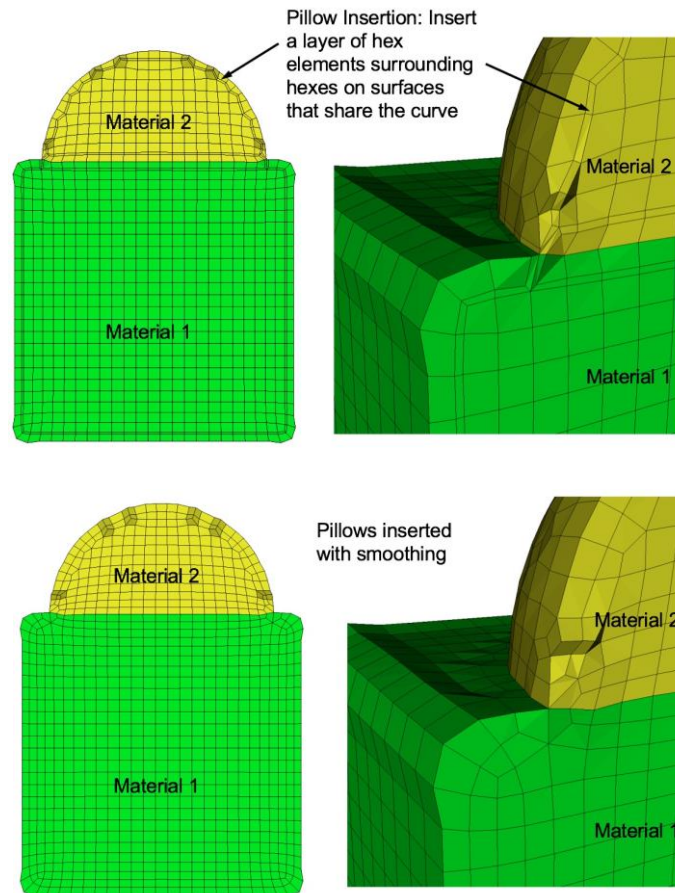 Pillow Insertion: Insert
a layer of hex
elements surrounding
hexes on surfaces
that share the curve
Material 2
Material 2
Material 1
Material 1
Pillows inserted
with smoothing
Material 2
Material 2
Material 1
Material 1